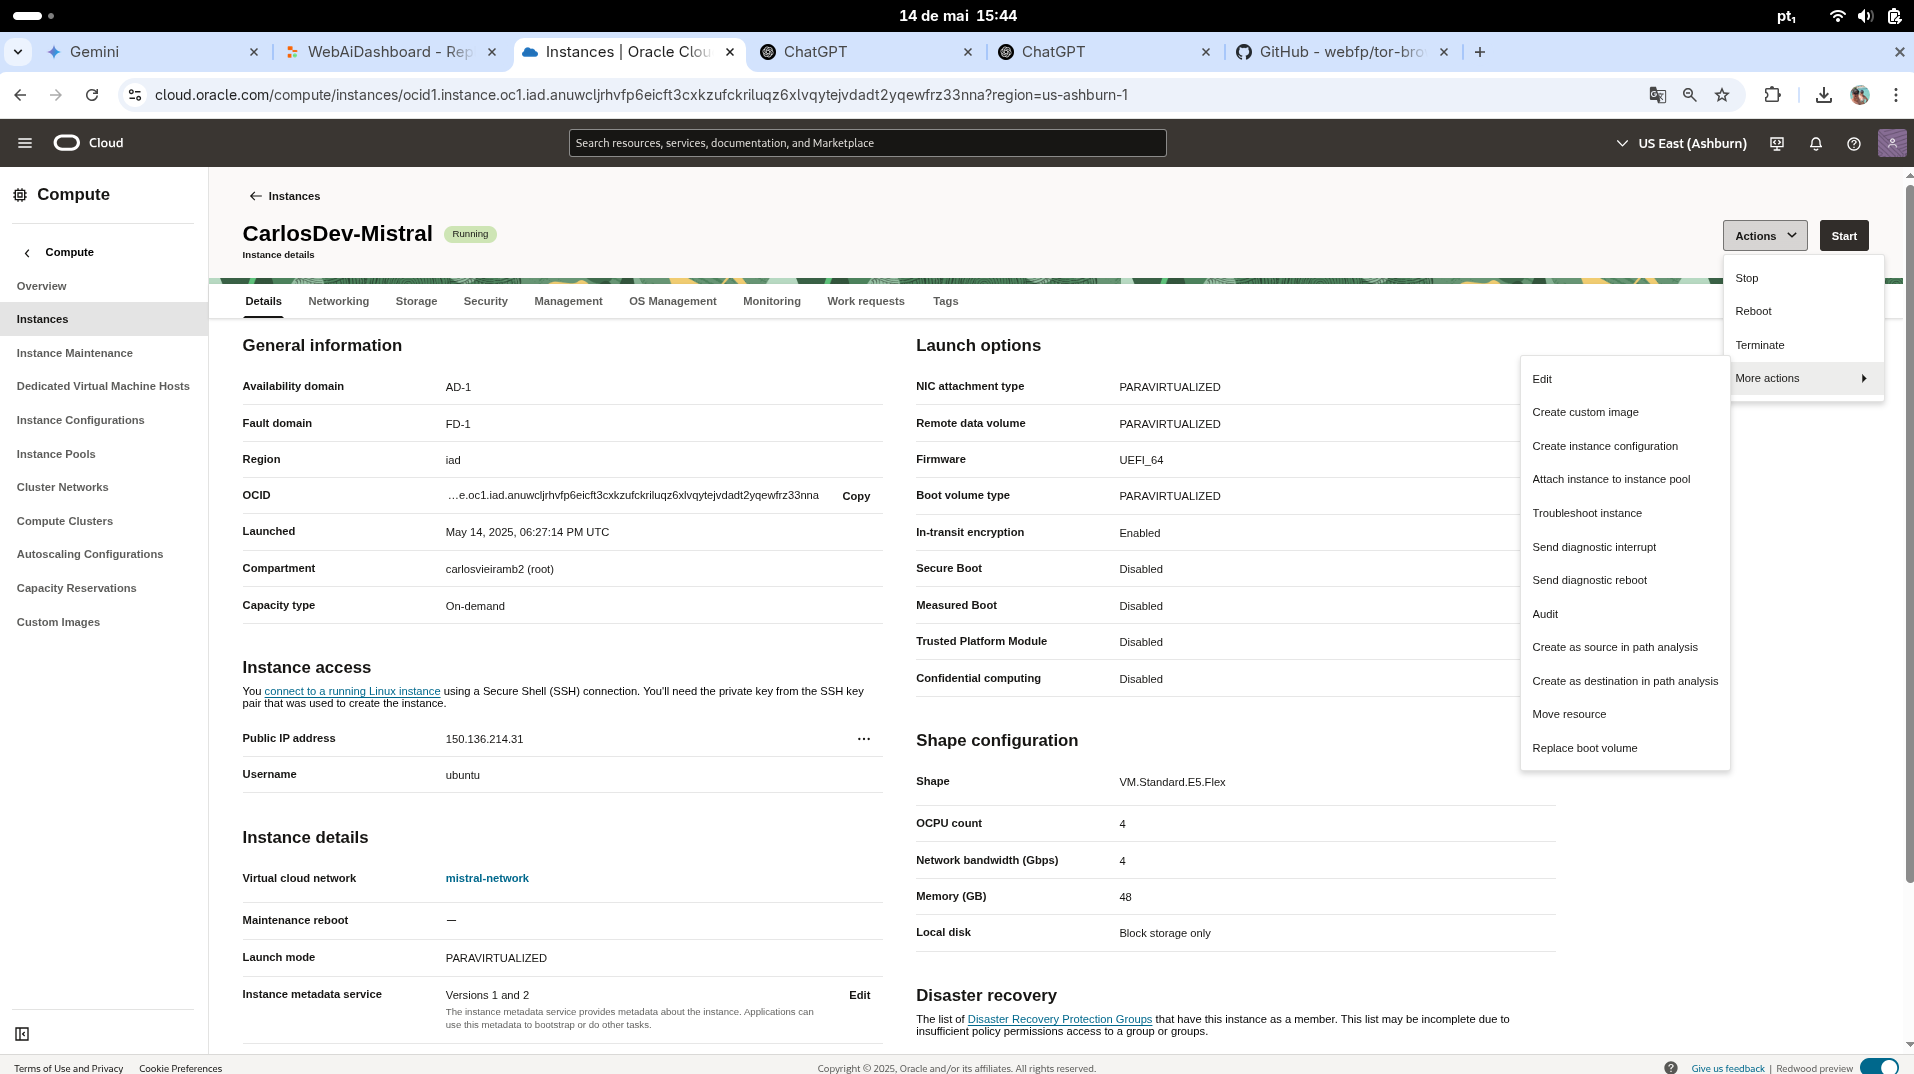 14 de mai 15:44
pt₁
Gemini
WebAiDashboard - Rep
Instances | Oracle Clou
ChatGPT
ChatGPT
GitHub - webfp/tor-bro
cloud.oracle.com/compute/instances/ocid1.instance.oc1.iad.anuwcljrhvfp6eicft3cxkzufckriluqz6xlvqytejvdadt2yqewfrz33nna?region=us-ashburn-1
Cloud
Search resources, services, documentation, and Marketplace
US East (Ashburn)
Compute
Compute
Overview
Instances
Instance Maintenance
Dedicated Virtual Machine Hosts
Instance Configurations
Instance Pools
Cluster Networks
Compute Clusters
Autoscaling Configurations
Capacity Reservations
Custom Images
Instances
CarlosDev-Mistral Running
Instance details
Actions
Start
Stop
Reboot
Terminate
More actions
Edit
Create custom image
Create instance configuration
Attach instance to instance pool
Troubleshoot instance
Send diagnostic interrupt
Send diagnostic reboot
Audit
Create as source in path analysis
Create as destination in path analysis
Move resource
Replace boot volume
Details Networking Storage Security Management OS Management Monitoring Work requests Tags
General information
Availability domain AD-1
Fault domain FD-1
Region iad
OCID ...e.oc1.iad.anuwcljrhvfp6eicft3cxkzufckriluqz6xlvqytejvdadt2yqewfrz33nna Copy
Launched May 14, 2025, 06:27:14 PM UTC
Compartment carlosvieiramb2 (root)
Capacity type On-demand
Instance access
You connect to a running Linux instance using a Secure Shell (SSH) connection. You'll need the private key from the SSH key
pair that was used to create the instance.
Public IP address 150.136.214.31 ...
Username ubuntu
Instance details
Virtual cloud network mistral-network
Maintenance reboot —
Launch mode PARAVIRTUALIZED
Instance metadata service Versions 1 and 2 Edit
The instance metadata service provides metadata about the instance. Applications can
use this metadata to bootstrap or do other tasks.
Launch options
NIC attachment type PARAVIRTUALIZED
Remote data volume PARAVIRTUALIZED
Firmware UEFI_64
Boot volume type PARAVIRTUALIZED
In-transit encryption Enabled
Secure Boot Disabled
Measured Boot Disabled
Trusted Platform Module Disabled
Confidential computing Disabled
Shape configuration
Shape VM.Standard.E5.Flex
OCPU count 4
Network bandwidth (Gbps) 4
Memory (GB) 48
Local disk Block storage only
Disaster recovery
The list of Disaster Recovery Protection Groups that have this instance as a member. This list may be incomplete due to
insufficient policy permissions access to a group or groups.
Terms of Use and Privacy Cookie Preferences
Copyright © 2025, Oracle and/or its affiliates. All rights reserved.
Give us feedback | Redwood preview